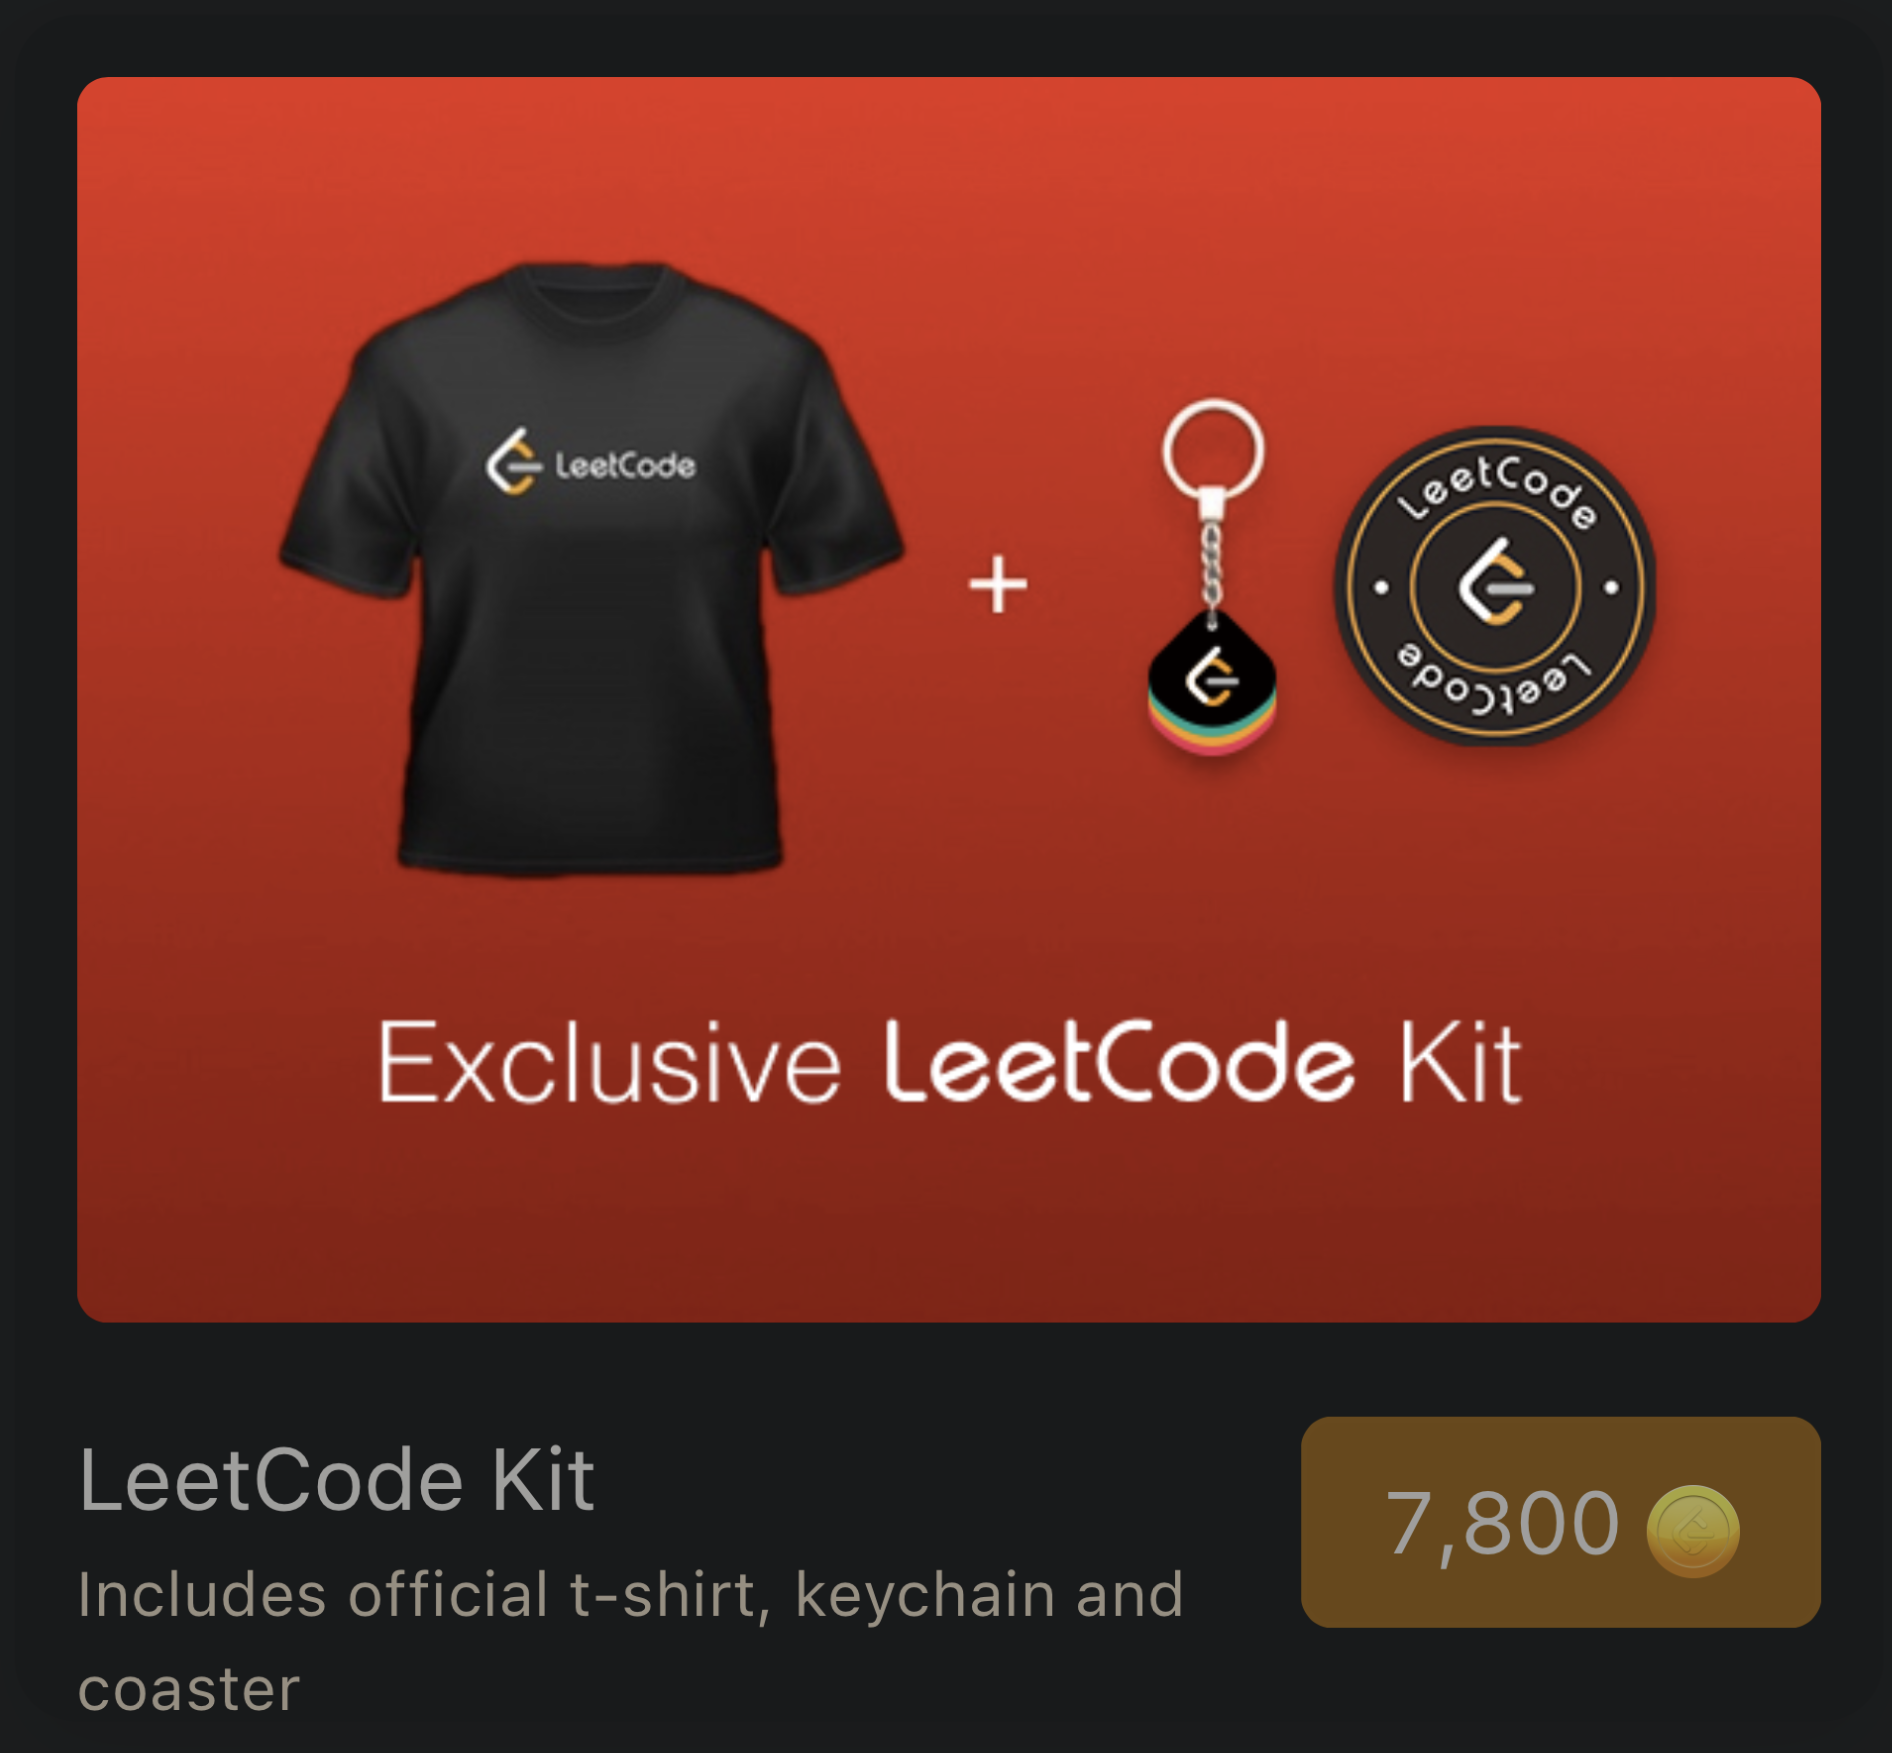 LeetCode
+
LeetCode
LeetCode
Exclusive LeetCode Kit
LeetCode Kit
7,800
Includes official t-shirt, keychain and
coaster